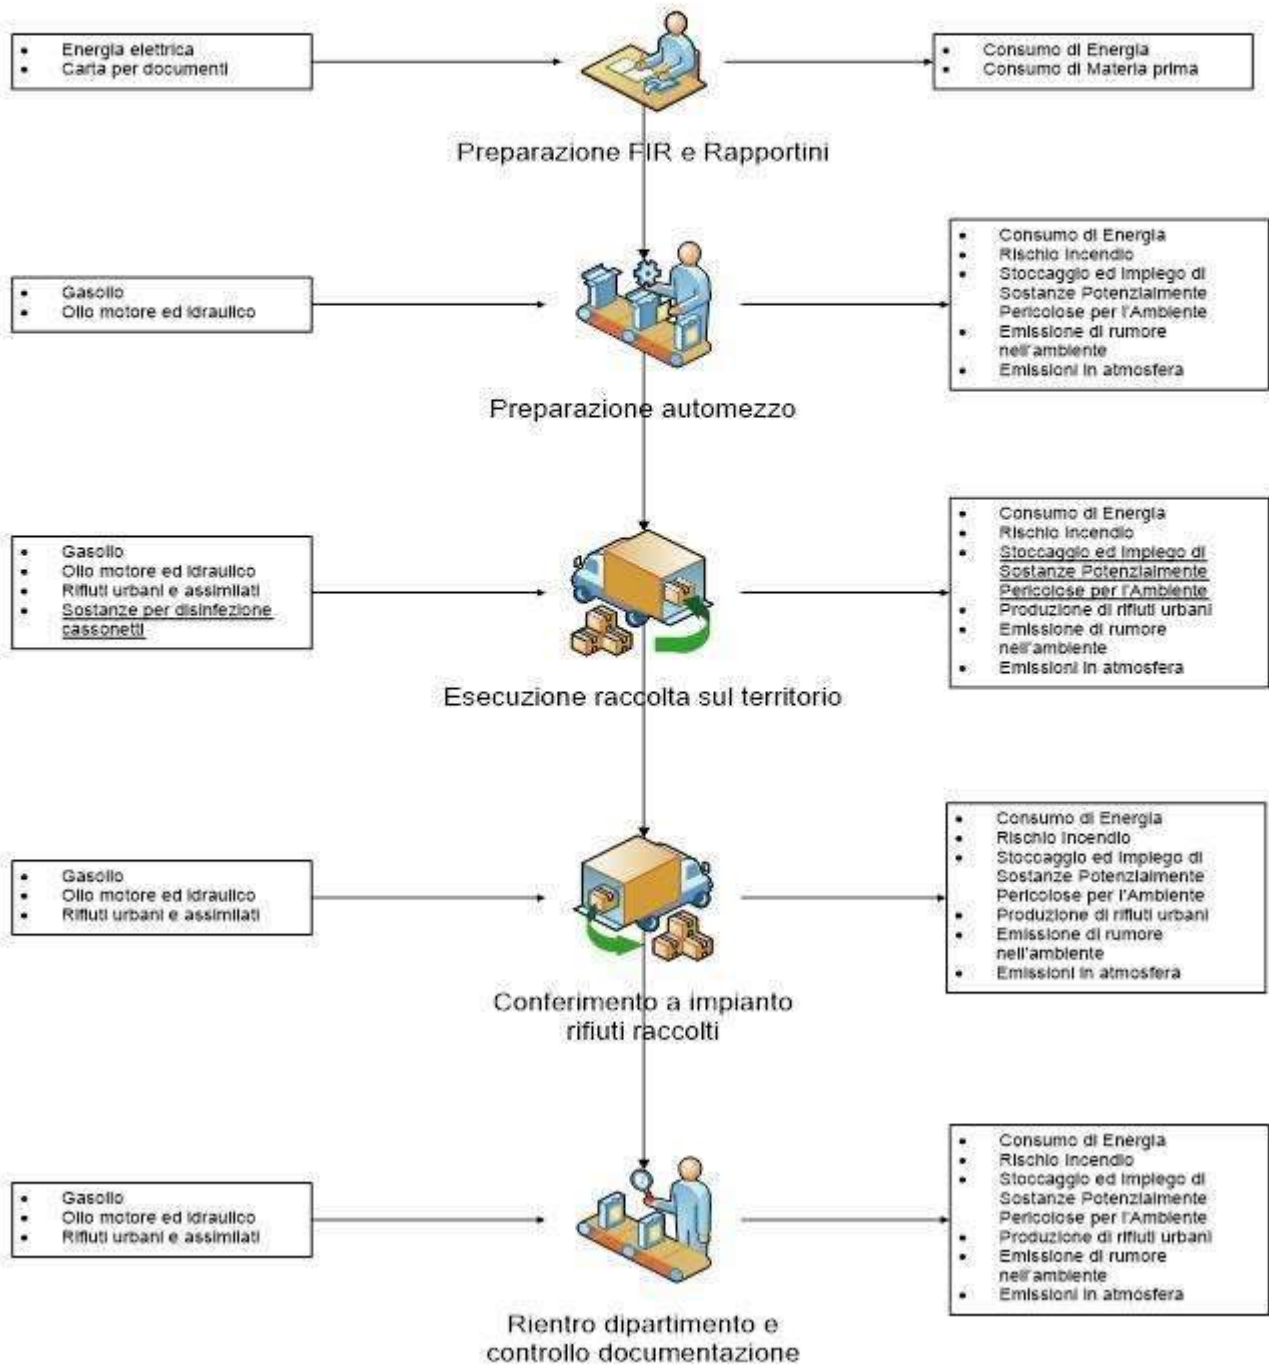 • Energia elettrica
• Carta per documenti
• Consumo di Energia
• Consumo di Materia prima
Preparazione FIR e Rapportini
• Gasolio
• Olio motore ed Idraulico
• Consumo di Energia
• Rischio Incendio
• Stoccaggio ed Impiego di
Sostanze Potenzialmente
Pericolose per l'Ambiente
• Emissione di rumore
nell'ambiente
• Emissioni in atmosfera
Preparazione automezzo
• Gasolio
• Olio motore ed Idraulico
• Rifiuti urbani e assimilati
• Sostanze per disinfezione
cassonetti
• Consumo di Energia
• Rischio Incendio
• Stoccaggio ed Impiego di
Sostanze Potenzialmente
Pericolose per l'Ambiente
• Produzione di rifiuti urbani
• Emissione di rumore
nell'ambiente
• Emissioni in atmosfera
Esecuzione raccolta sul territorio
• Gasolio
• Olio motore ed Idraulico
• Rifiuti urbani e assimilati
• Consumo di Energia
• Rischio Incendio
• Stoccaggio ed Impiego di
Sostanze Potenzialmente
Pericolose per l'Ambiente
• Produzione di rifiuti urbani
• Emissione di rumore
nell'ambiente
• Emissioni in atmosfera
Conferimento a impianto
rifiuti raccolti
• Gasolio
• Olio motore ed Idraulico
• Rifiuti urbani e assimilati
• Consumo di Energia
• Rischio Incendio
• Stoccaggio ed Impiego di
Sostanze Potenzialmente
Pericolose per l'Ambiente
• Produzione di rifiuti urbani
• Emissione di rumore
nell'ambiente
• Emissioni in atmosfera
Rientro dipartimento e
controllo documentazione